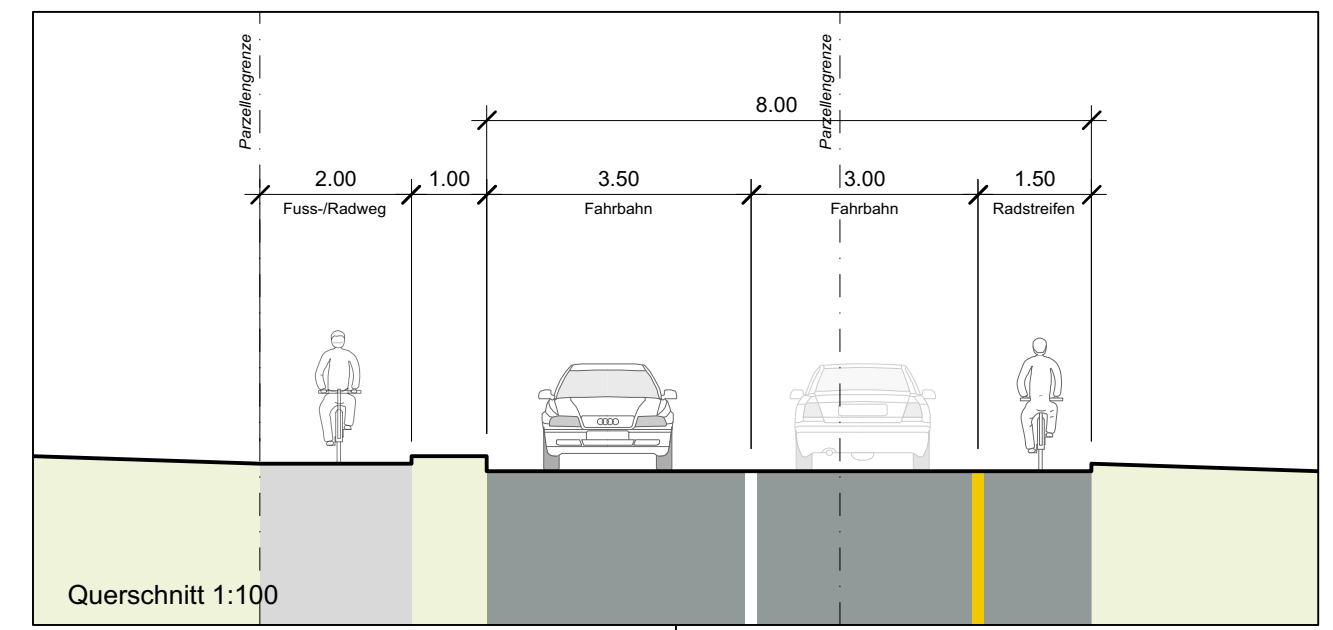 Parzellengrenze
Parzellengrenze
8.00
2.00
1.00
3.50
3.00
1.50
Fuss-/Radweg
Fahrbahn
Fahrbahn
Radstreifen
Querschnitt 1:100